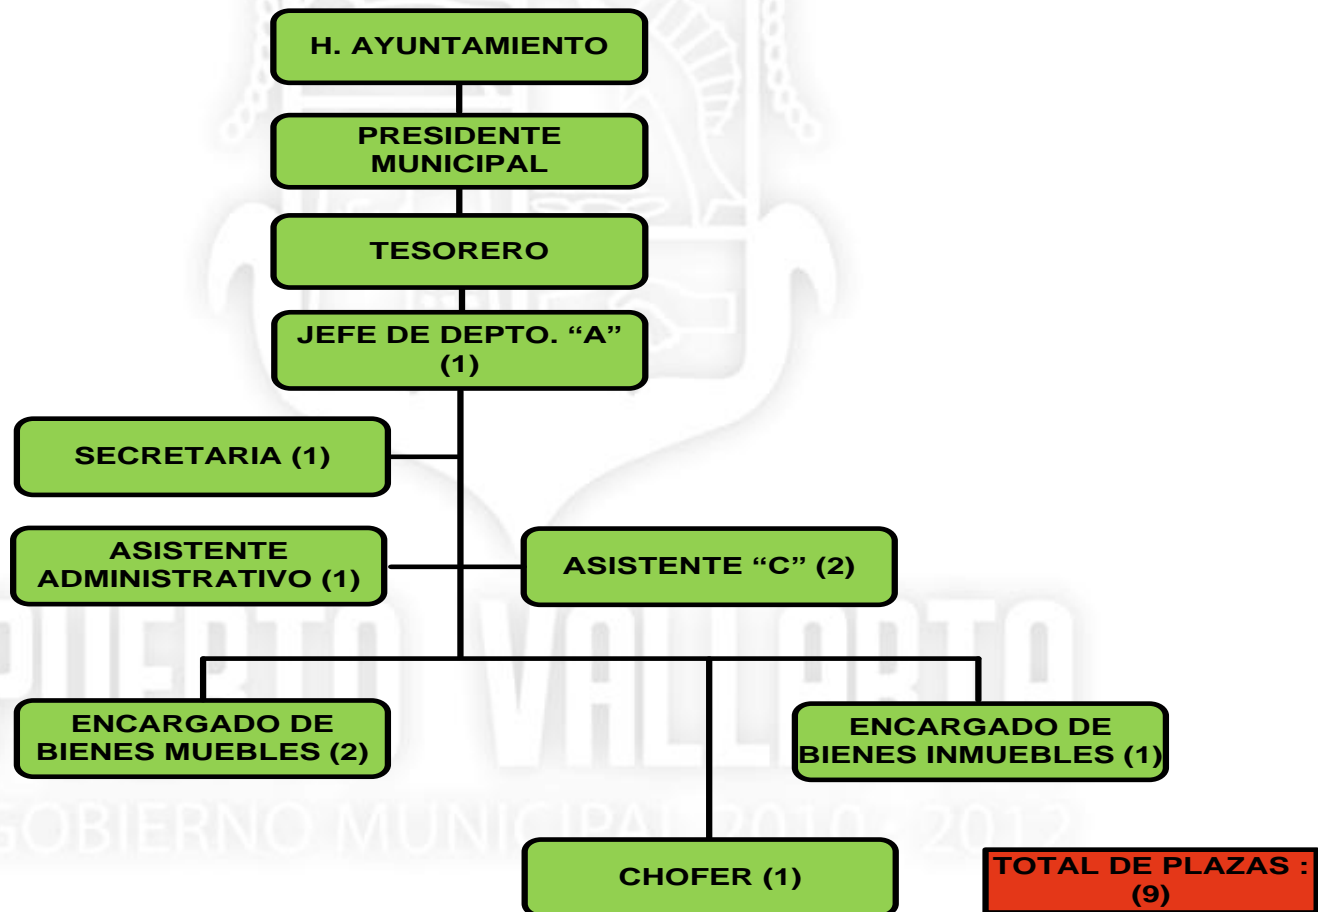 H. AYUNTAMIENTO
PRESIDENTE
MUNICIPAL
TESORERO
JEFE DE DEPTO. “A”
(1)
SECRETARIA (1)
ASISTENTE
ADMINISTRATIVO (1)
ASISTENTE “C” (2)
ENCARGADO DE
BIENES MUEBLES (2)
ENCARGADO DE
BIENES INMUEBLES (1)
CHOFER (1)
TOTAL DE PLAZAS :
(9)
PUERTO VALLARTA
GOBIERNO MUNICIPAL 2010 - 2012